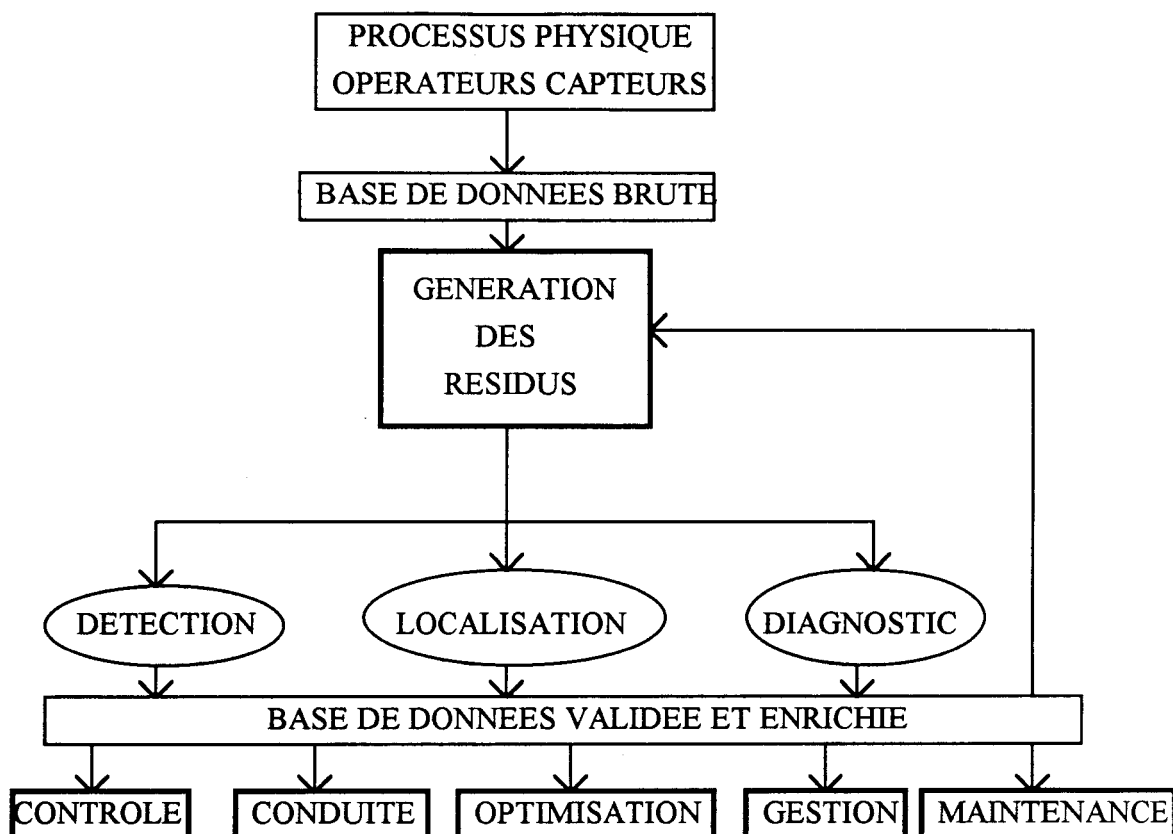 PROCESSUS PHYSIQUE
OPERATEURS CAPTEURS
BASE DE DONNEES BRUTE
GENERATION
DES
RESIDUS
DETECTION
LOCALISATION
DIAGNOSTIC
BASE DE DONNEES VALIDEE ET ENRICHIE
CONTROLE
CONDUITE
OPTIMISATION
GESTION
MAINTENANCE